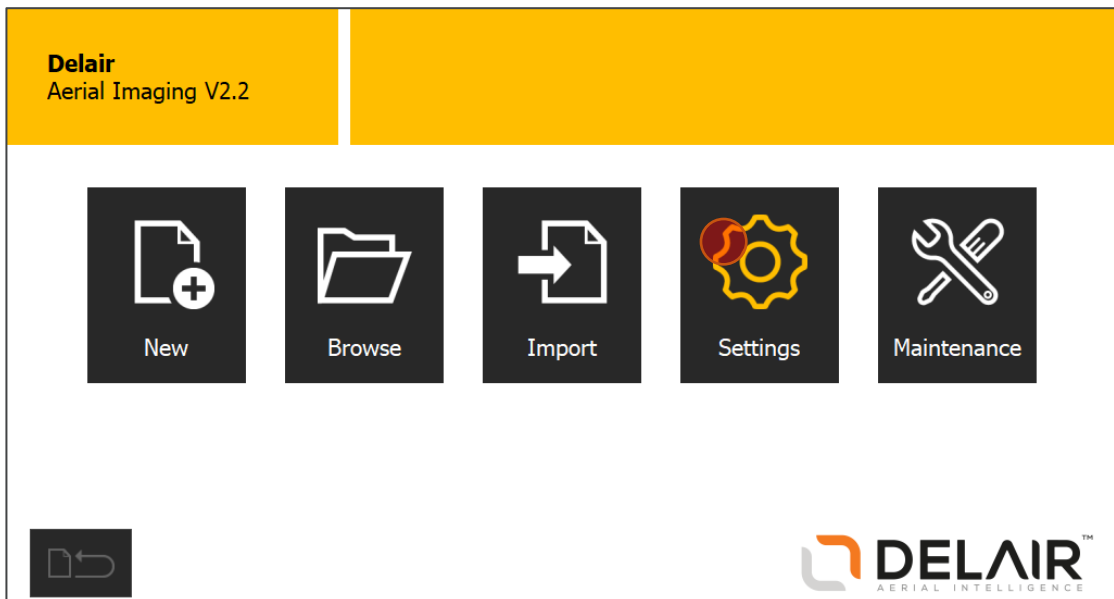 Delair
Aerial Imaging V2.2
New
Browse
Import
Settings
Maintenance
DELAIR™
AERIAL INTELLIGENCE